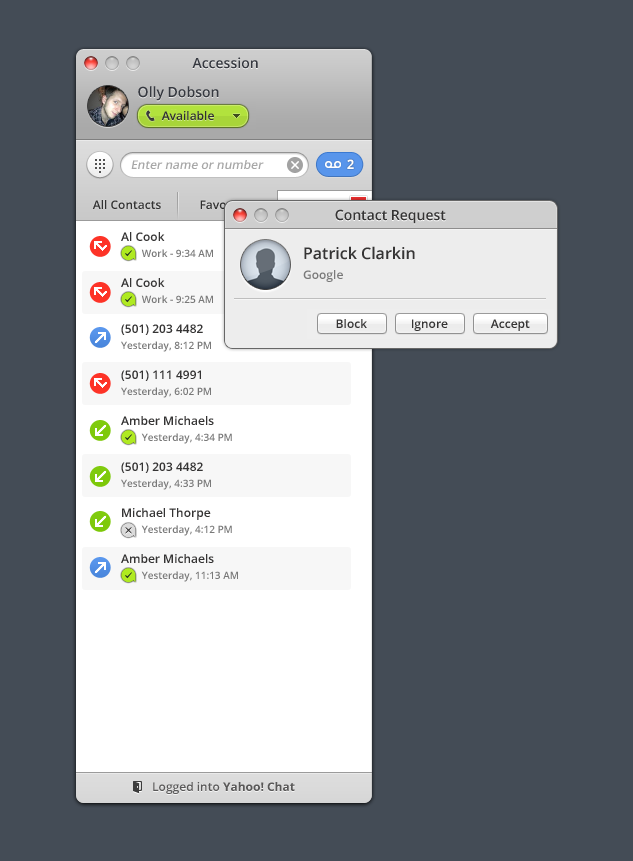 Accession
Olly Dobson
Available
Enter name or number
2
All Contacts
Contact Request
Patrick Clarkin
Google
Block
Ignore
Accept
Al Cook
Work - 9:34 AM
Al Cook
Work - 9:25 AM
(501) 203 4482
Yesterday, 8:12 PM
(501) 111 4991
Yesterday, 6:02 PM
Amber Michaels
Yesterday, 4:34 PM
(501) 203 4482
Yesterday, 4:33 PM
Michael Thorpe
Yesterday, 4:12 PM
Amber Michaels
Yesterday, 11:13 AM
Logged into Yahoo! Chat